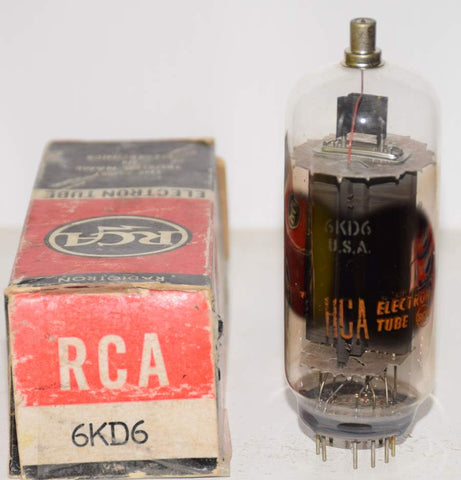 ELECTRON TUBE
RCA
RADIOTRON
RCA
6KD6
6KD6
U.S.A.
RCA ELECTRON
TUBE